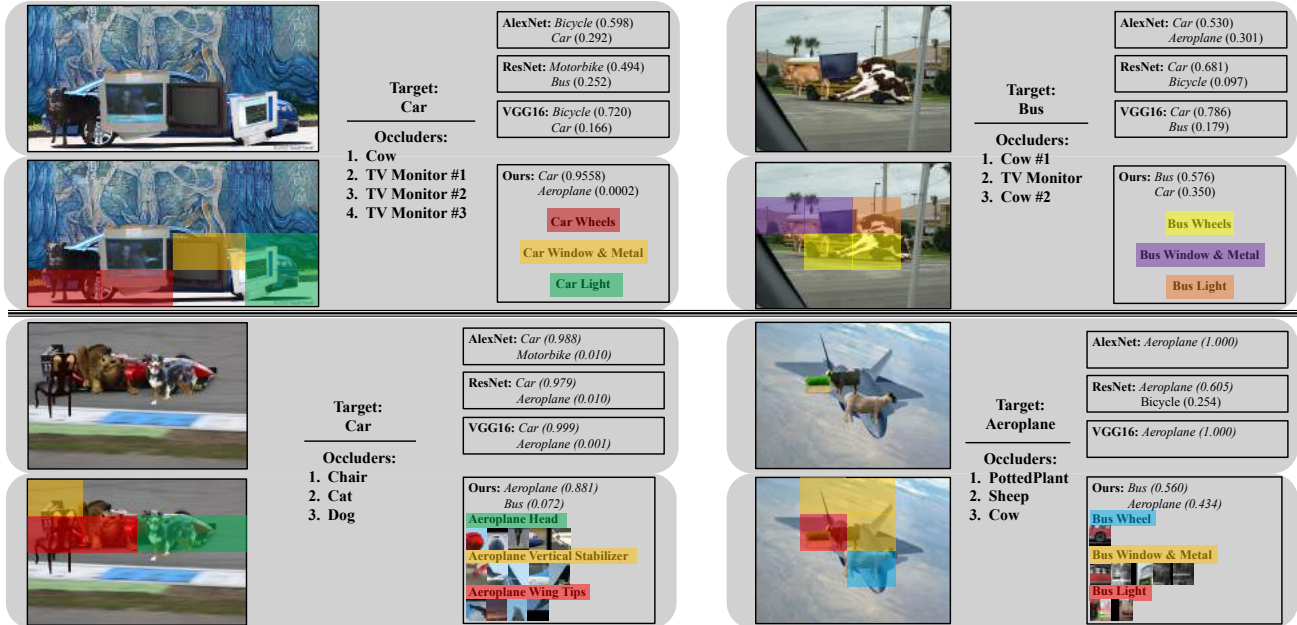 AlexNet: Bicycle (0.598)
Car (0.292)
ResNet: Motorbike (0.494)
Bus (0.252)
VGG16: Bicycle (0.720)
Car (0.166)
Target:
Car
Occluders:
1. Cow
2. TV Monitor #1
3. TV Monitor #2
4. TV Monitor #3
Ours: Car (0.9558)
Aeroplane (0.0002)
Car Wheels
Car Window & Metal
Car Light
AlexNet: Car (0.530)
Aeroplane (0.301)
ResNet: Car (0.681)
Bicycle (0.097)
VGG16: Car (0.786)
Bus (0.179)
Target:
Bus
Occluders:
1. Cow #1
2. TV Monitor
3. Cow #2
Ours: Bus (0.576)
Car (0.350)
Bus Wheels
Bus Window & Metal
Bus Light
AlexNet: Car (0.988)
Motorbike (0.010)
ResNet: Car (0.979)
Aeroplane (0.010)
VGG16: Car (0.999)
Aeroplane (0.001)
Target:
Car
Occluders:
1. Chair
2. Cat
3. Dog
Ours: Aeroplane (0.881)
Bus (0.072)
Aeroplane Head
Aeroplane Vertical Stabilizer
Aeroplane Wing Tips
AlexNet: Aeroplane (1.000)
ResNet: Aeroplane (0.605)
Bicycle (0.254)
VGG16: Aeroplane (1.000)
Target:
Aeroplane
Occluders:
1. PottedPlant
2. Sheep
3. Cow
Ours: Bus (0.560)
Aeroplane (0.434)
Bus Wheel
Bus Window & Metal
Bus Light